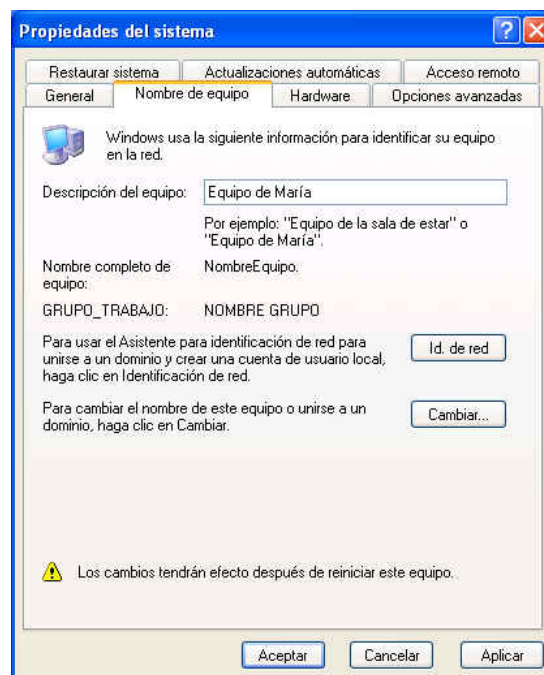 Propiedades del sistema
Restaurar sistema
Actualizaciones automáticas
Acceso remoto
General
Nombre de equipo
Hardware
Opciones avanzadas
Windows usa la siguiente información para identificar su equipo
en la red.
Descripción del equipo:
Equipo de María
Por ejemplo: "Equipo de la sala de estar" o
"Equipo de María".
Nombre completo de
equipo:
NombreEquipo.
GRUPO_TRABAJO:
NOMBRE GRUPO
Para usar el Asistente para identificación de red para
unirse a un dominio y crear una cuenta de usuario local,
haga clic en Identificación de red.
Id. de red
Para cambiar el nombre de este equipo o unirse a un
dominio, haga clic en Cambiar.
Cambiar...
Los cambios tendrán efecto después de reiniciar este equipo.
Aceptar
Cancelar
Aplicar